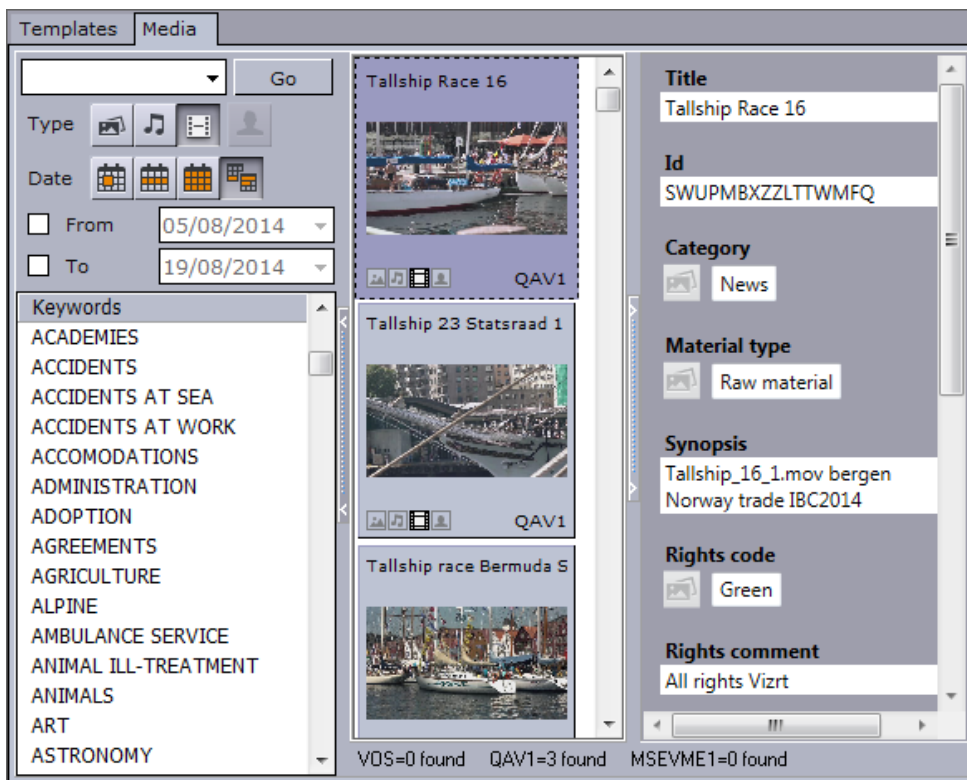 Templates
Media
Go
Type
Date
From
05/08/2014
To
19/08/2014
Keywords
ACADEMIES
ACCIDENTS
ACCIDENTS AT SEA
ACCIDENTS AT WORK
ACCOMODATIONS
ADMINISTRATION
ADOPTION
AGREEMENTS
AGRICULTURE
ALPINE
AMBULANCE SERVICE
ANIMAL ILL-TREATMENT
ANIMALS
ART
ASTRONOMY
Tallship Race 16
QAV1
Tallship 23 Statsraad 1
QAV1
Tallship race Bermuda S
VOS=0 found
QAV1=3 found
MSEVME1=0 found
Title
Tallship Race 16
Id
SWUPMBXZZLTTWMFQ
Category
News
Material type
Raw material
Synopsis
Tallship_16_1.mov bergen
Norway trade IBC2014
Rights code
Green
Rights comment
All rights Vizrt